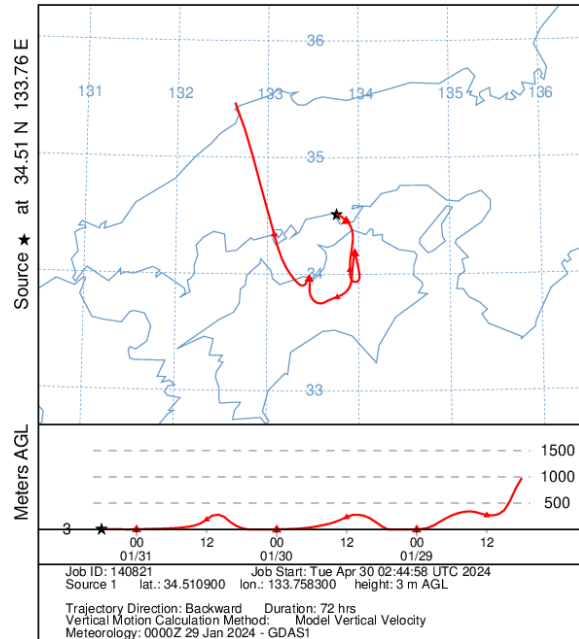 Source ★ at 34.51 N 133.76 E
36
131 132 133 134 135 136
35
34
33
Meters AGL
1500
1000
500
3
00 12 00 12 00 12
01/31 01/30 01/29
Job ID: 140821 Job Start: Tue Apr 30 02:44:58 UTC 2024
Source 1 lat.: 34.510900 lon.: 133.758300 height: 3 m AGL
Trajectory Direction: Backward Duration: 72 hrs
Vertical Motion Calculation Method: Model Vertical Velocity
Meteorology: 0000Z 29 Jan 2024 - GDAS1